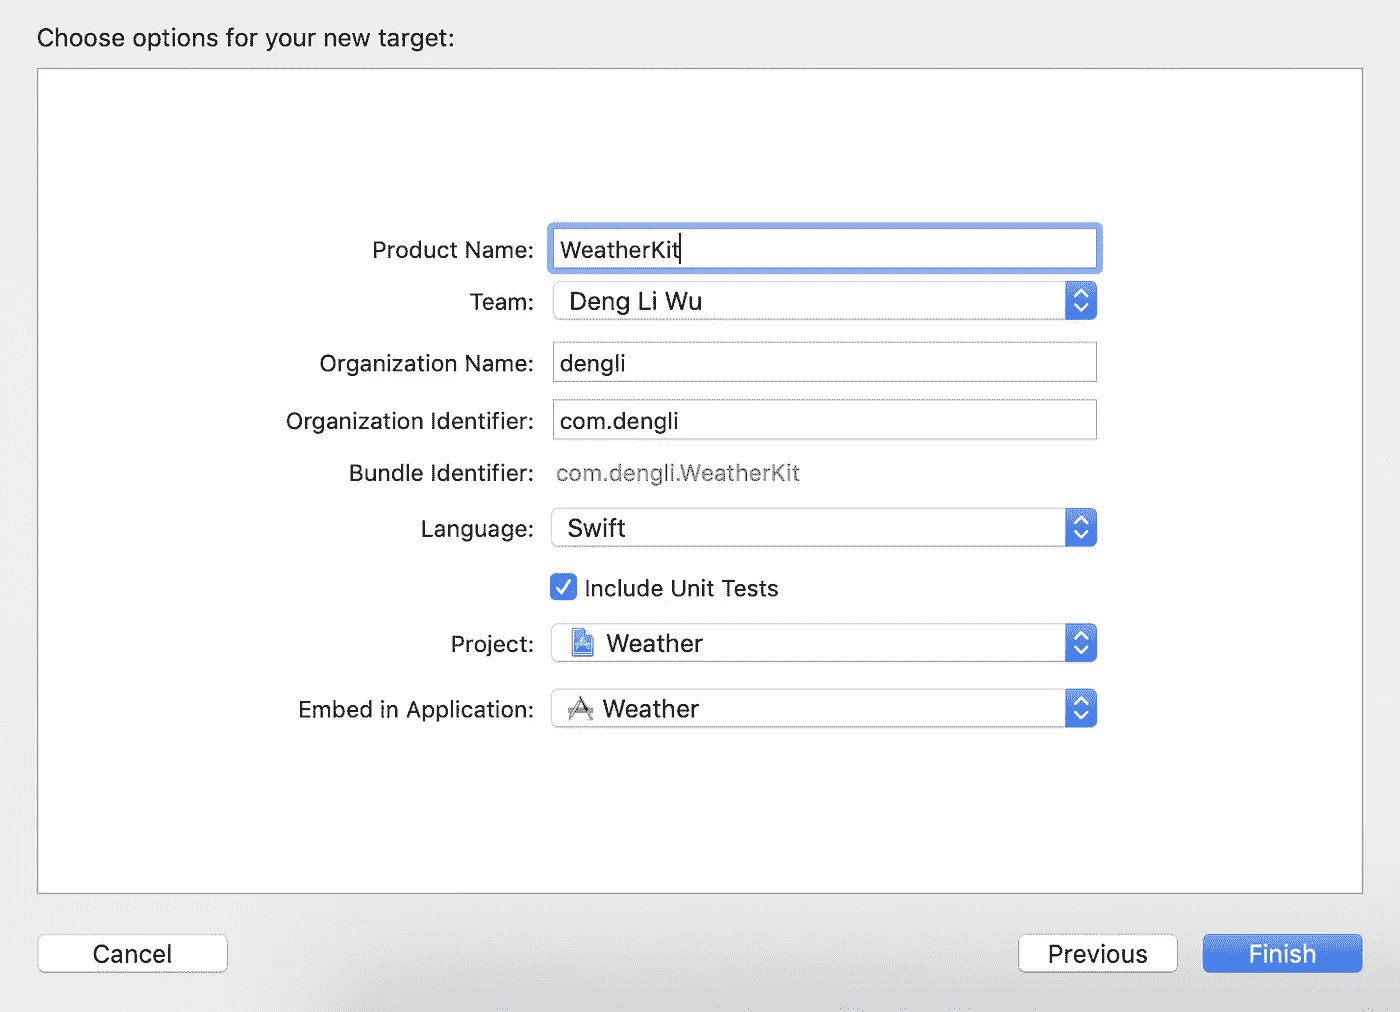 Choose options for your new target:
Product Name: WeatherKit
Team: Deng Li Wu
Organization Name: dengli
Organization Identifier: com.dengli
Bundle Identifier: com.dengli.WeatherKit
Language: Swift
Include Unit Tests
Project: Weather
Embed in Application: Weather
Cancel Previous Finish